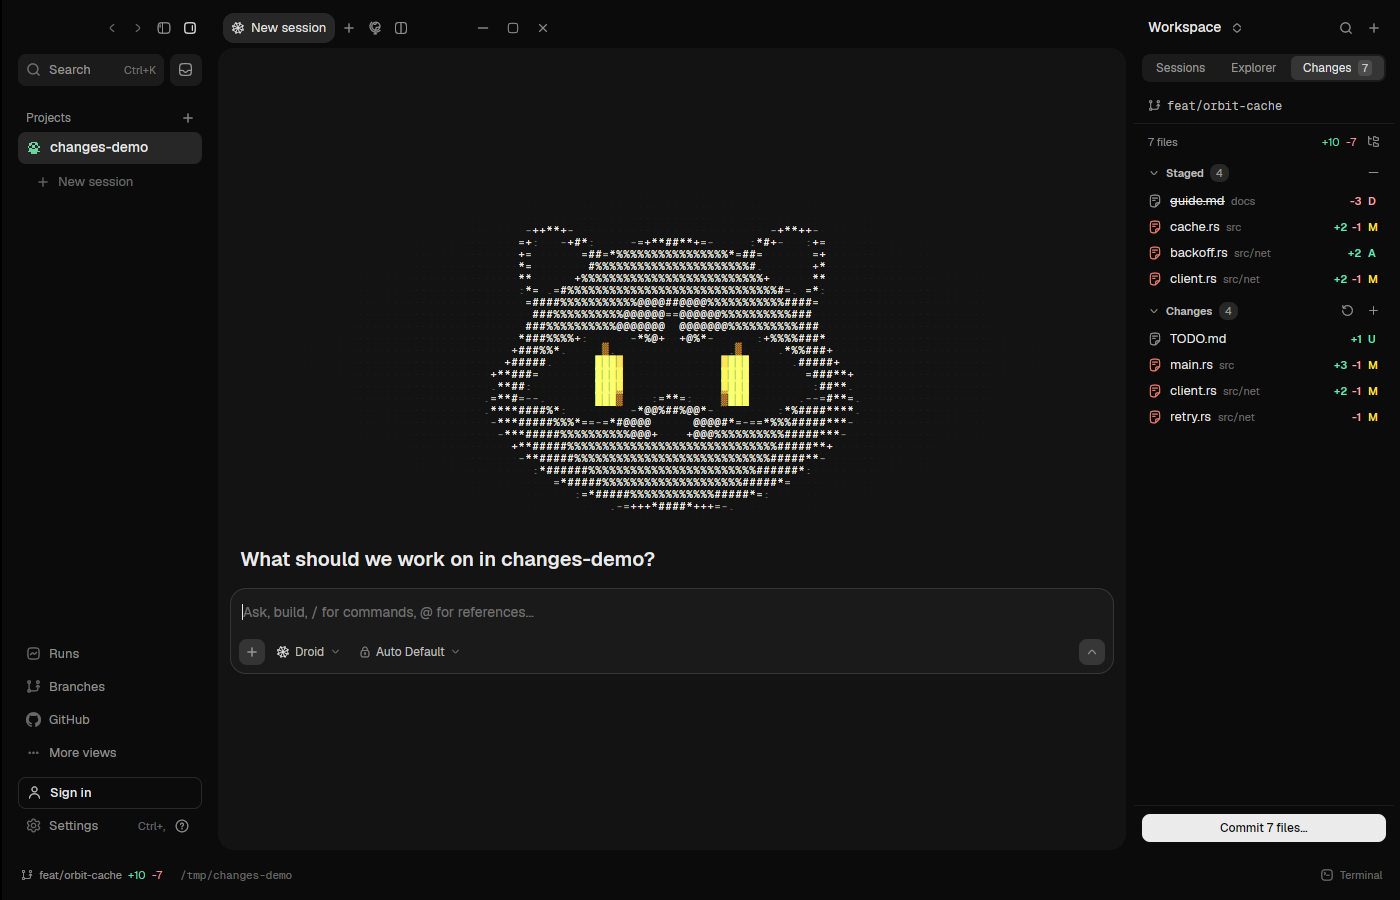 New session
Workspace
Search Ctrl+K
Sessions Explorer Changes 7
feat/orbit-cache
Projects
changes-demo
New session
7 files +10 -7
Staged 4
guide.md docs -3 D
cache.rs src +2 -1 M
backoff.rs src/net +2 A
client.rs src/net +2 -1 M
Changes 4
TODO.md +1 U
main.rs src +3 -1 M
client.rs src/net +2 -1 M
retry.rs src/net -1 M
What should we work on in changes-demo?
Ask, build, / for commands, @ for references...
Droid Auto Default
Runs
Branches
GitHub
More views
Sign in
Settings Ctrl+,
Commit 7 files...
feat/orbit-cache +10 -7 /tmp/changes-demo
Terminal